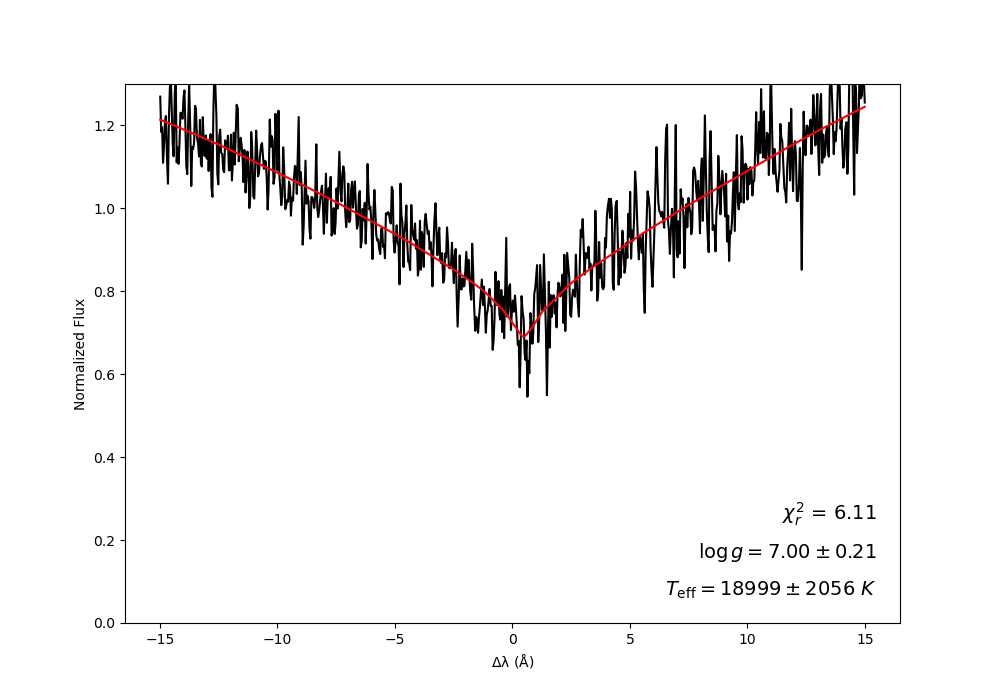 1.2
1.0
0.8
0.6
0.4
0.2
0.0
Normalized Flux
χ²ᵣ = 6.11
log g = 7.00 ± 0.21
T_eff = 18999 ± 2056 K
−15 −10 −5 0 5 10 15
Δλ (Å)